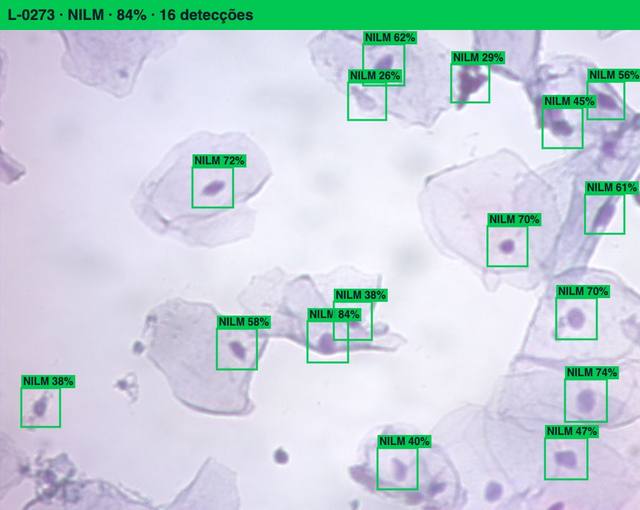 L-0273 · NILM · 84% · 16 detecções
NILM 62%
NILM 29%
NILM 26%
NILM 56%
NILM 45%
NILM 72%
NILM 61%
NILM 70%
NILM 70%
NILM 38%
NILM 84%
NILM 58%
NILM 74%
NILM 38%
NILM 47%
NILM 40%